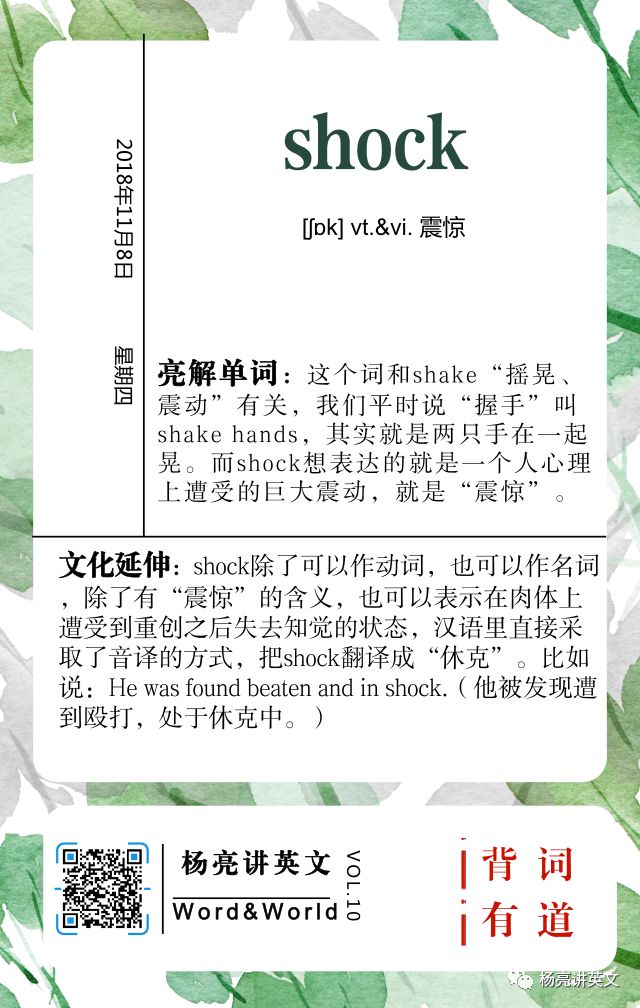 shock
[ʃɒk] vt.&vi. 震惊
2018年11月8日
星期四
亮解单词：这个词和shake“摇晃、
震动”有关，我们平时说“握手”叫
shake hands，其实就是两只手在一起
晃。而shock想表达的就是一个人心理
上遭受的巨大震动，就是“震惊”。
文化延伸：shock除了可以作动词，也可以作名词
，除了有“震惊”的含义，也可以表示在肉体上
遭受到重创之后失去知觉的状态，汉语里直接采
取了音译的方式，把shock翻译成“休克”。比如
说：He was found beaten and in shock.（他被发现遭
到殴打，处于休克中。）
杨亮讲英文
Word&World
VOL.10
背词
有道
杨亮讲英文